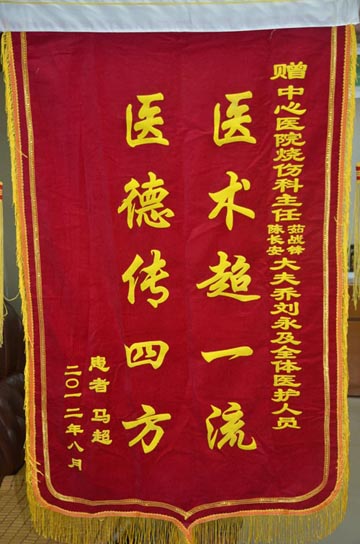 赠中心医院烧伤科主任茹战锋陈长安大夫乔刘永及全体医护人员
医术超一流
医德传四方
患者 马超
二〇一二年八月